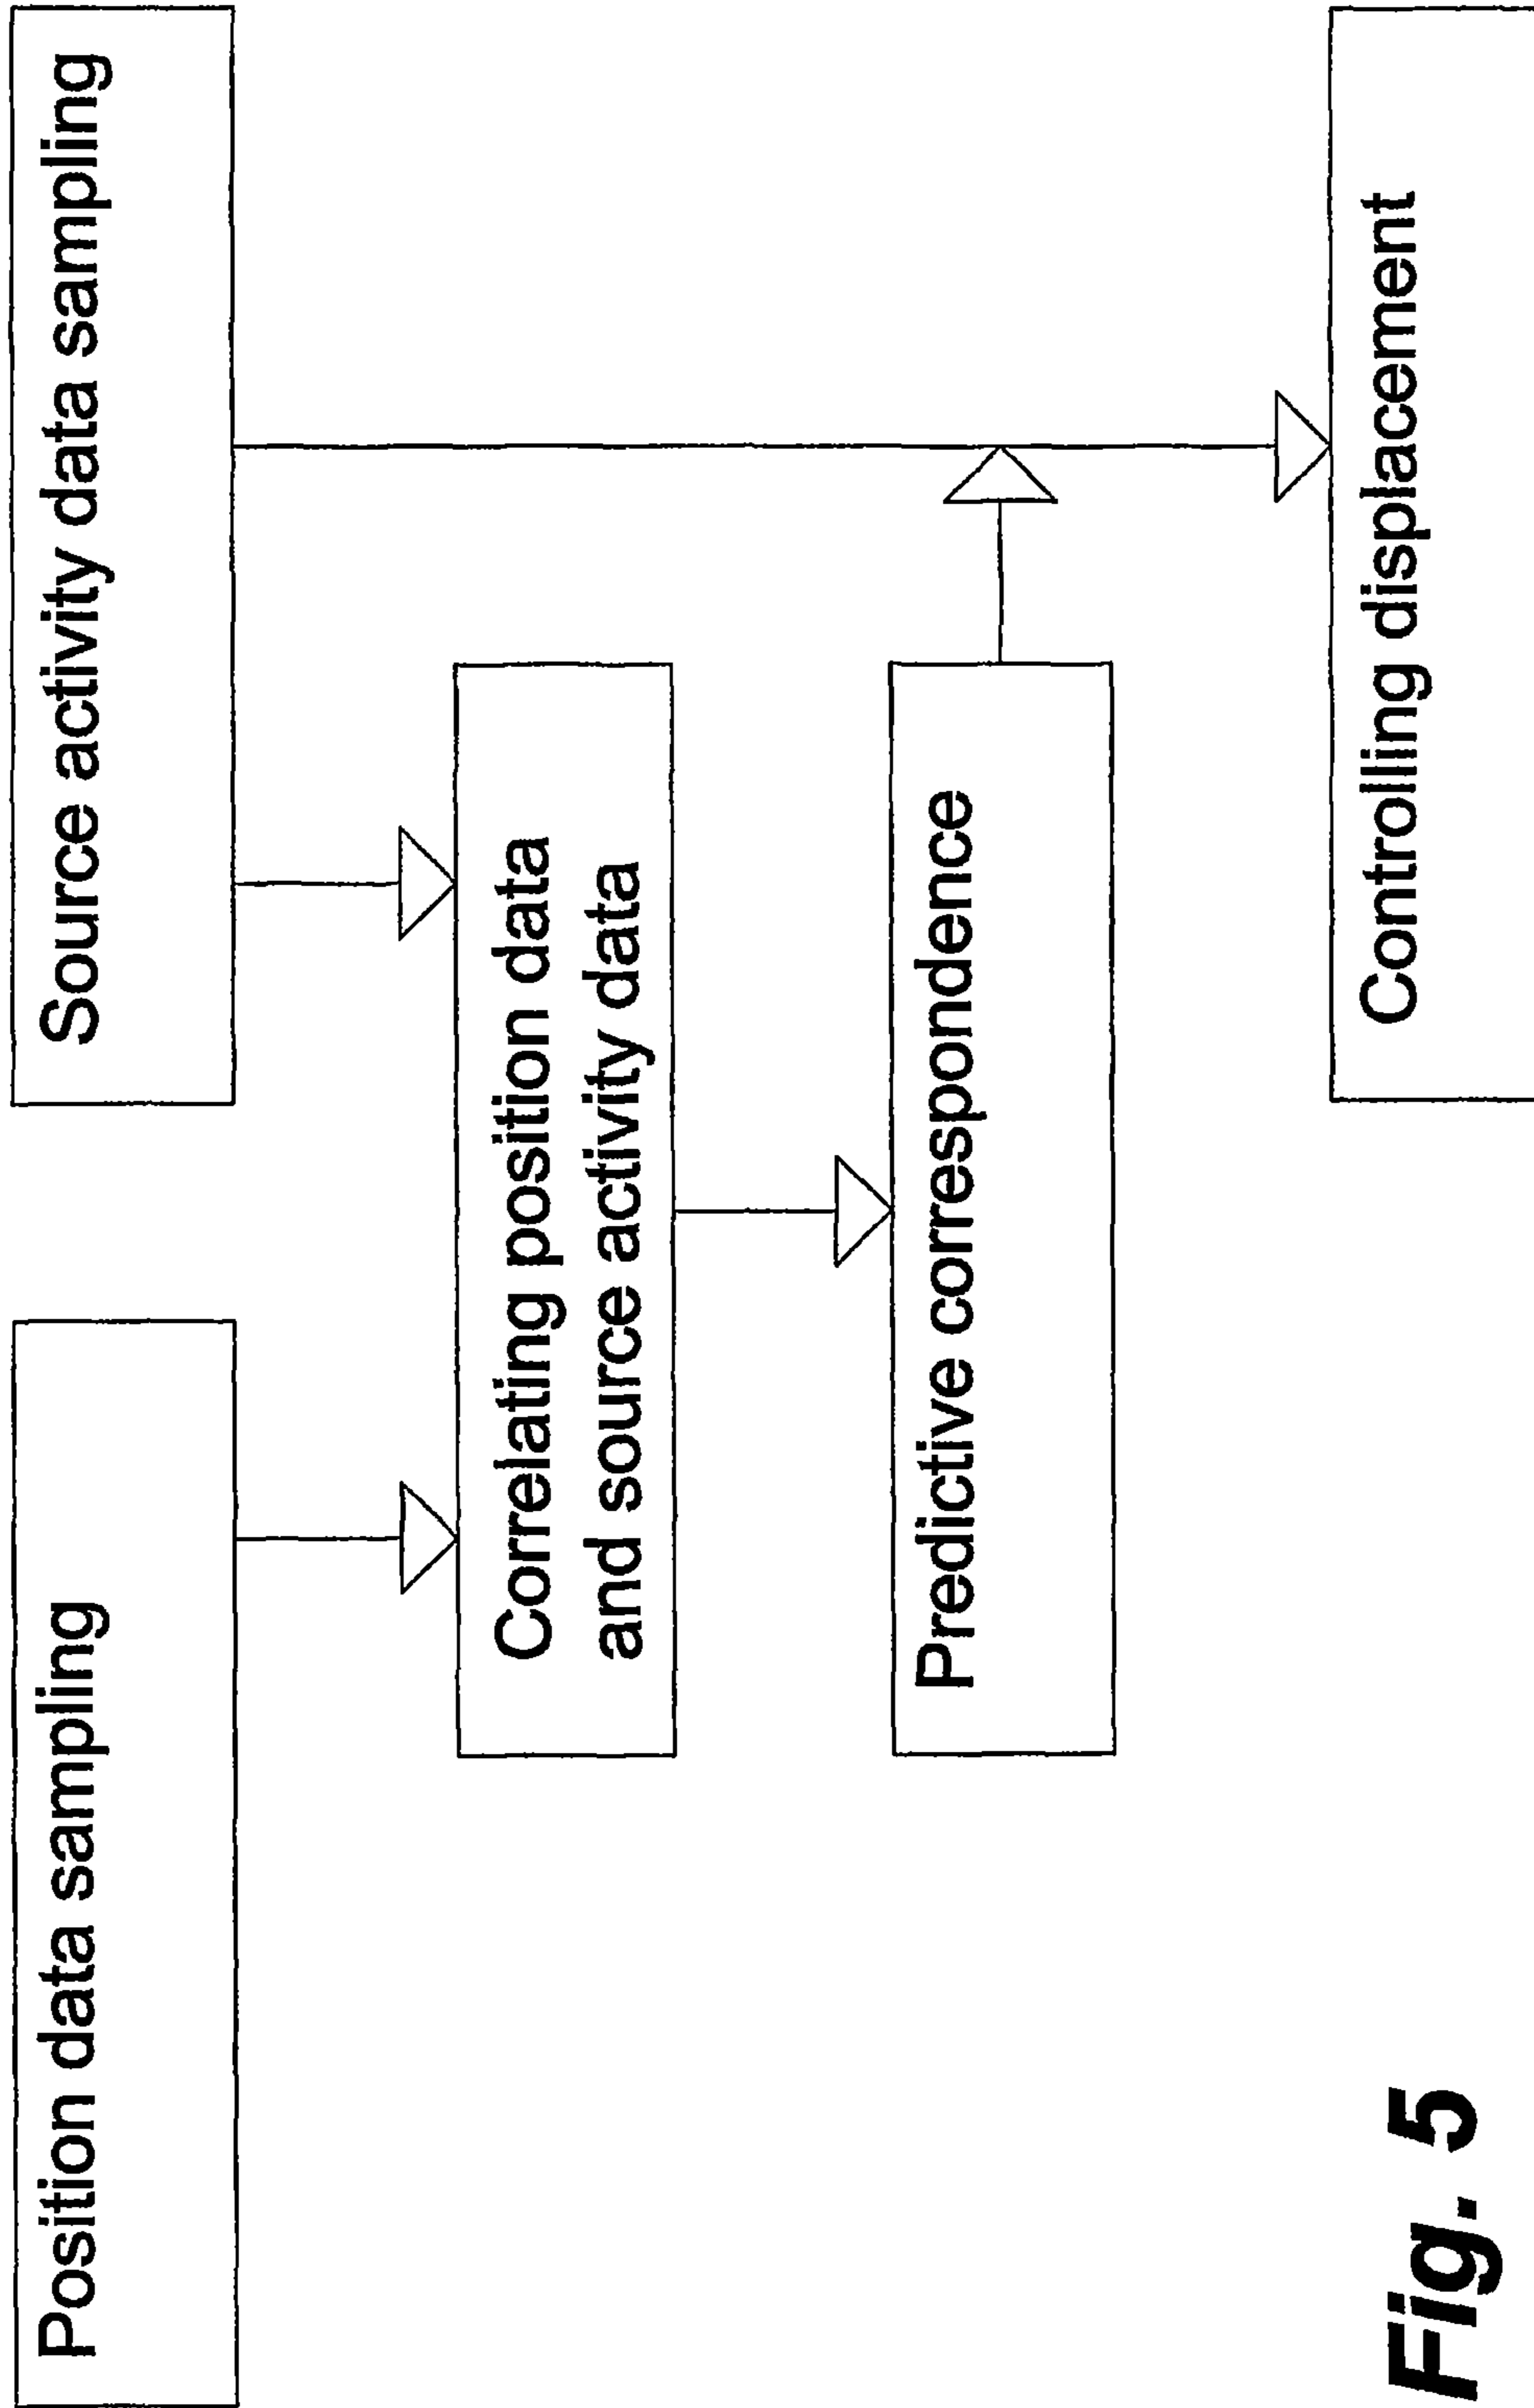 Position data sampling
Source activity data sampling
Correlating position data
and source activity data
Predictive correspondence
Controlling displacement
Fig. 5